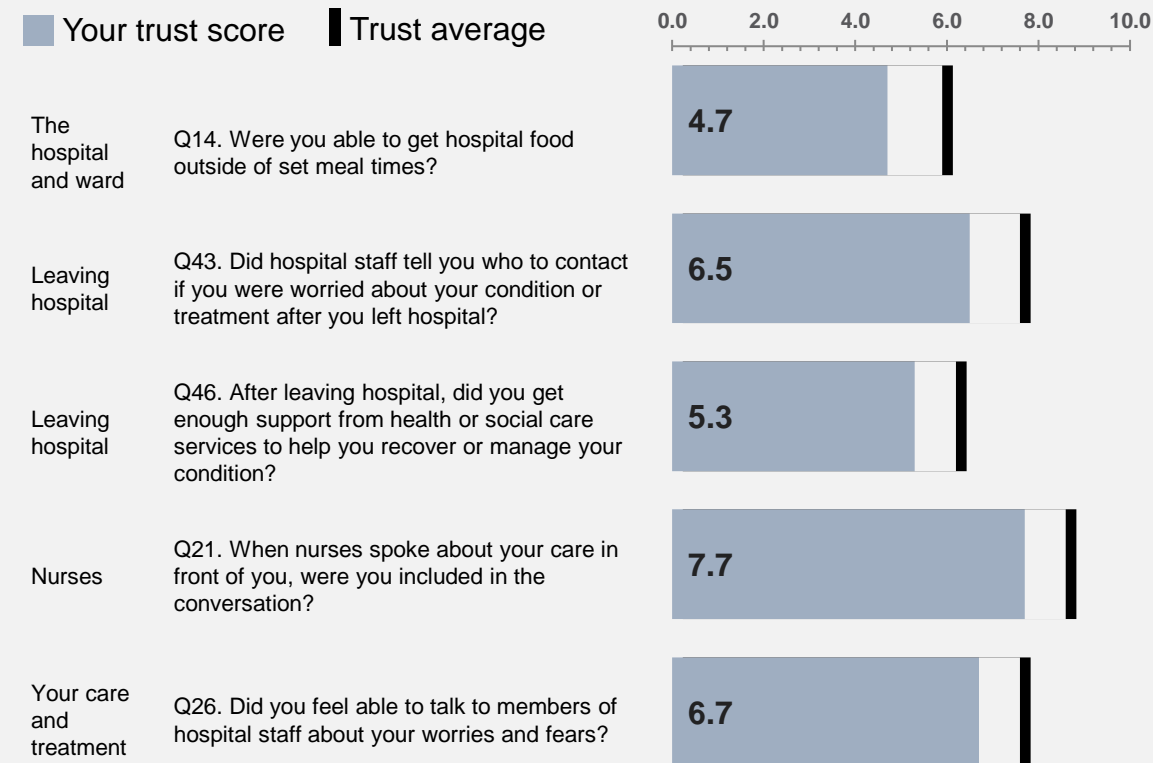 Your trust score
Trust average
0.0 2.0 4.0 6.0 8.0 10.0
The
hospital
and ward
Q14. Were you able to get hospital food
outside of set meal times?
4.7
Leaving
hospital
Q43. Did hospital staff tell you who to contact
if you were worried about your condition or
treatment after you left hospital?
6.5
Leaving
hospital
Q46. After leaving hospital, did you get
enough support from health or social care
services to help you recover or manage your
condition?
5.3
Nurses
Q21. When nurses spoke about your care in
front of you, were you included in the
conversation?
7.7
Your care
and
treatment
Q26. Did you feel able to talk to members of
hospital staff about your worries and fears?
6.7